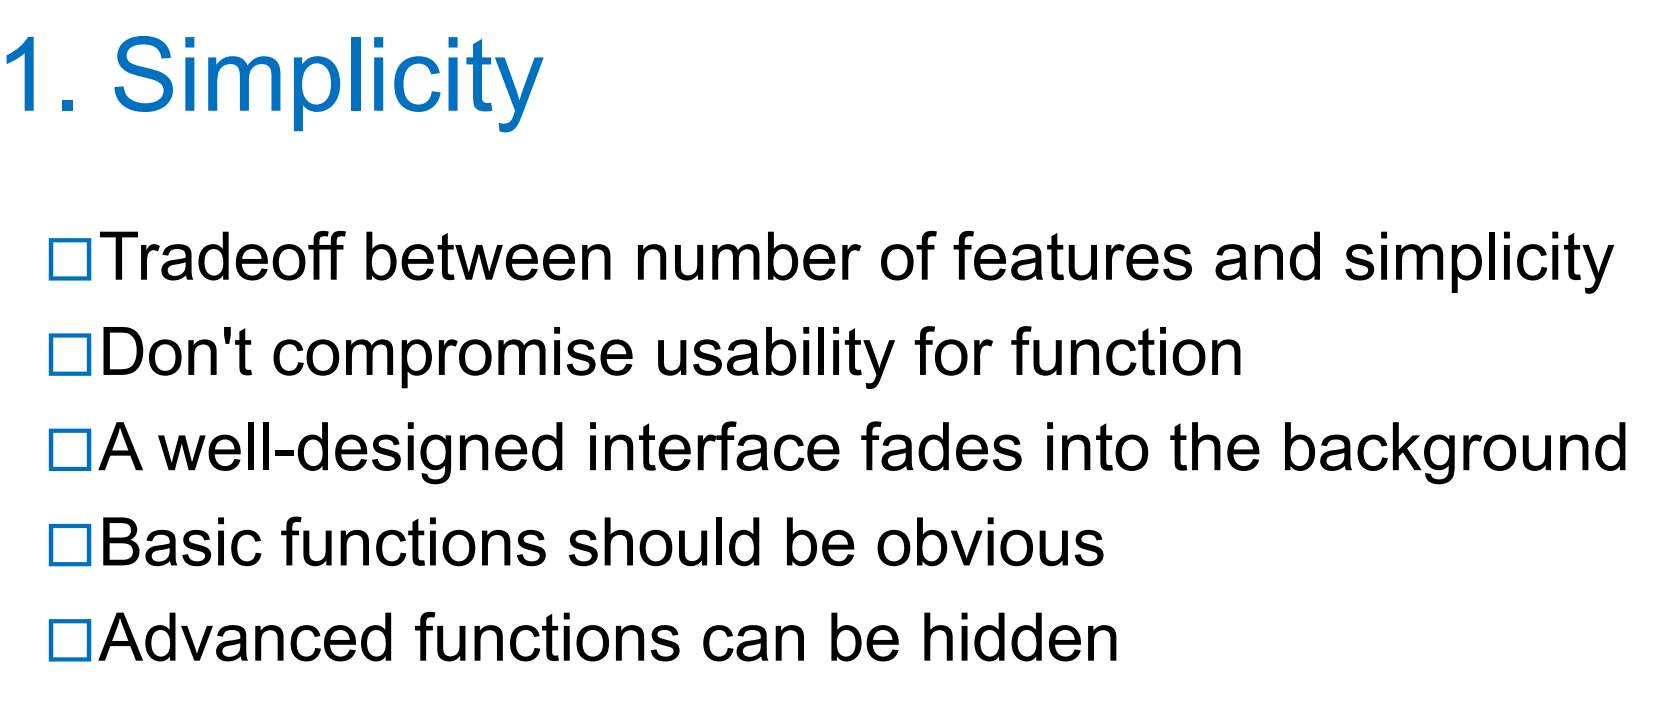 1. Simplicity
□Tradeoff between number of features and simplicity
□Don't compromise usability for function
□A well-designed interface fades into the background
□Basic functions should be obvious
□Advanced functions can be hidden